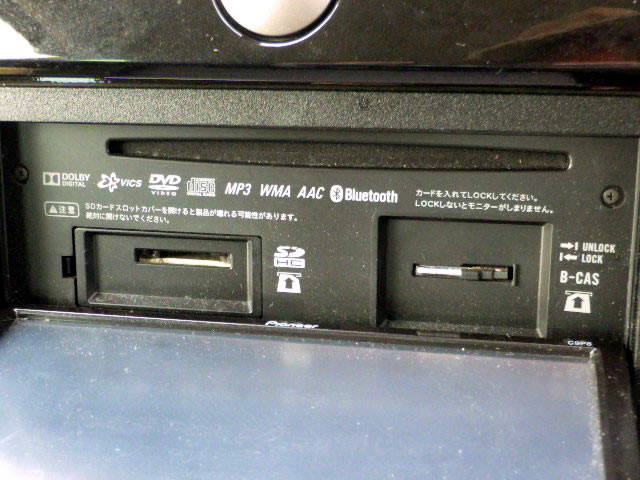 DOLBY DIGITAL VICS DVD VIDEO disc MP3 WMA AAC Bluetooth
カードを入れてLOCKしてください。
LOCKしないとモニターがしまりません。
⚠注意 SDカードスロットカバーを開けると製品が壊れる可能性があります。
絶対に開けないでください。
SD HC
UNLOCK
LOCK
B-CAS
Pioneer